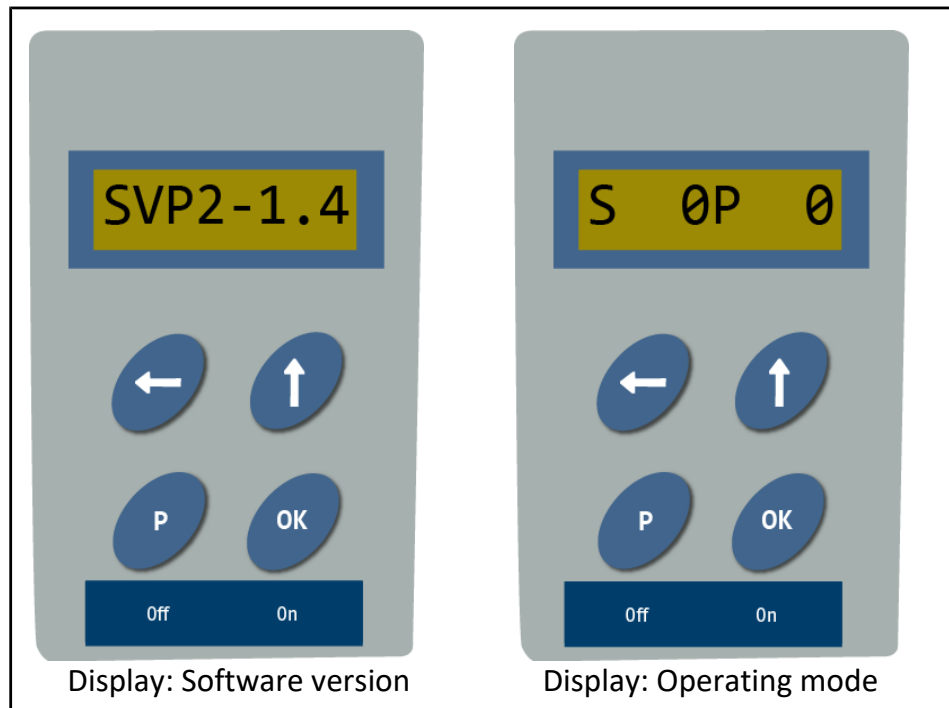 SVP2-1.4
P OK
Off On
Display: Software version
S 0P 0
P OK
Off On
Display: Operating mode